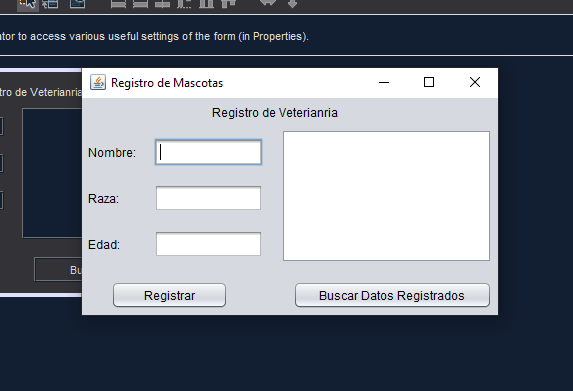 ator to access various useful settings of the form (in Properties).
tro de Veterianria
Registro de Mascotas
Registro de Veterianria
Nombre:
Raza:
Edad:
Bu
Registrar
Buscar Datos Registrados